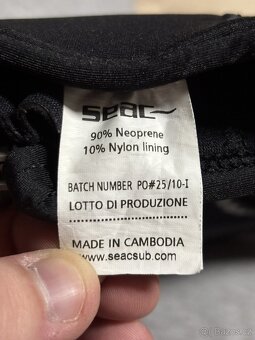 seac
90% Neoprene
10% Nylon lining
BATCH NUMBER PO#25/10-I
LOTTO DI PRODUZIONE
MADE IN CAMBODIA
www.seacsub.com